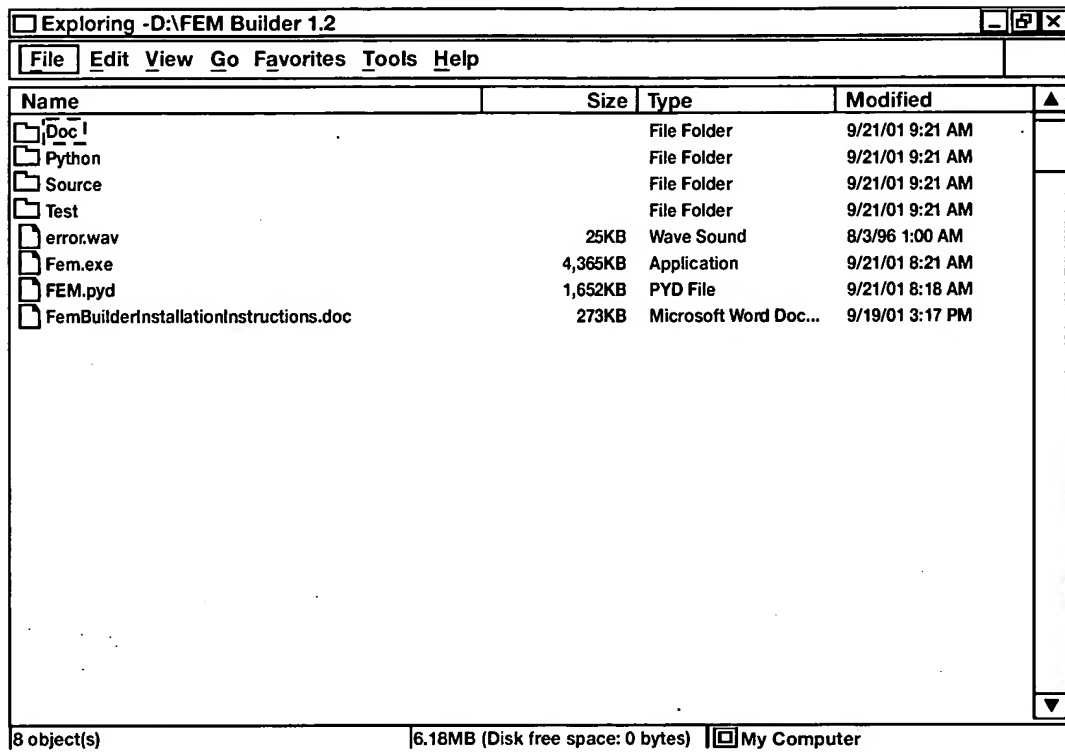 Exploring -D:\FEM Builder 1.2
File Edit View Go Favorites Tools Help
Name Size Type Modified
Doc File Folder 9/21/01 9:21 AM
Python File Folder 9/21/01 9:21 AM
Source File Folder 9/21/01 9:21 AM
Test File Folder 9/21/01 9:21 AM
error.wav 25KB Wave Sound 8/3/96 1:00 AM
Fem.exe 4,365KB Application 9/21/01 8:21 AM
FEM.pyd 1,652KB PYD File 9/21/01 8:18 AM
FemBuilderInstallationInstructions.doc 273KB Microsoft Word Doc... 9/19/01 3:17 PM
8 object(s) 6.18MB (Disk free space: 0 bytes) My Computer